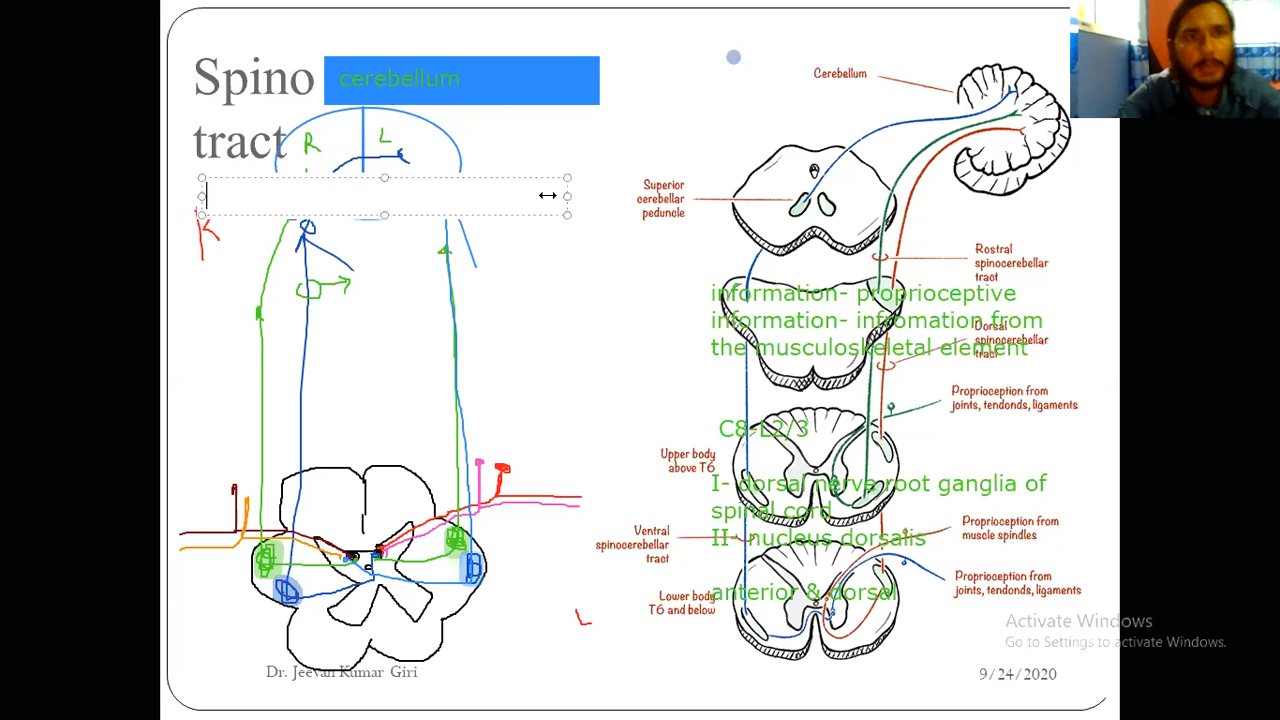 Spino
cerebellum
tract
R
L
R
L
Dr. Jeevan Kumar Giri
9/24/2020
Cerebellum
Superior
cerebellar
peduncle
Rostral
spinocerebellar
tract
information- proprioceptive
information- infromation from
the musculoskeletal element
Dorsal
spinocerebellar
tract
Proprioception from
joints, tendonds, ligaments
C8-L2/3
Upper body
above T6
I- dorsal nerve root ganglia of
spinal cord
II- nucleus dorsalis
Ventral
spinocerebellar
tract
Proprioception from
muscle spindles
anterior & dorsal
Lower body
T6 and below
Proprioception from
joints, tendonds, ligaments
Activate Windows
Go to Settings to activate Windows.